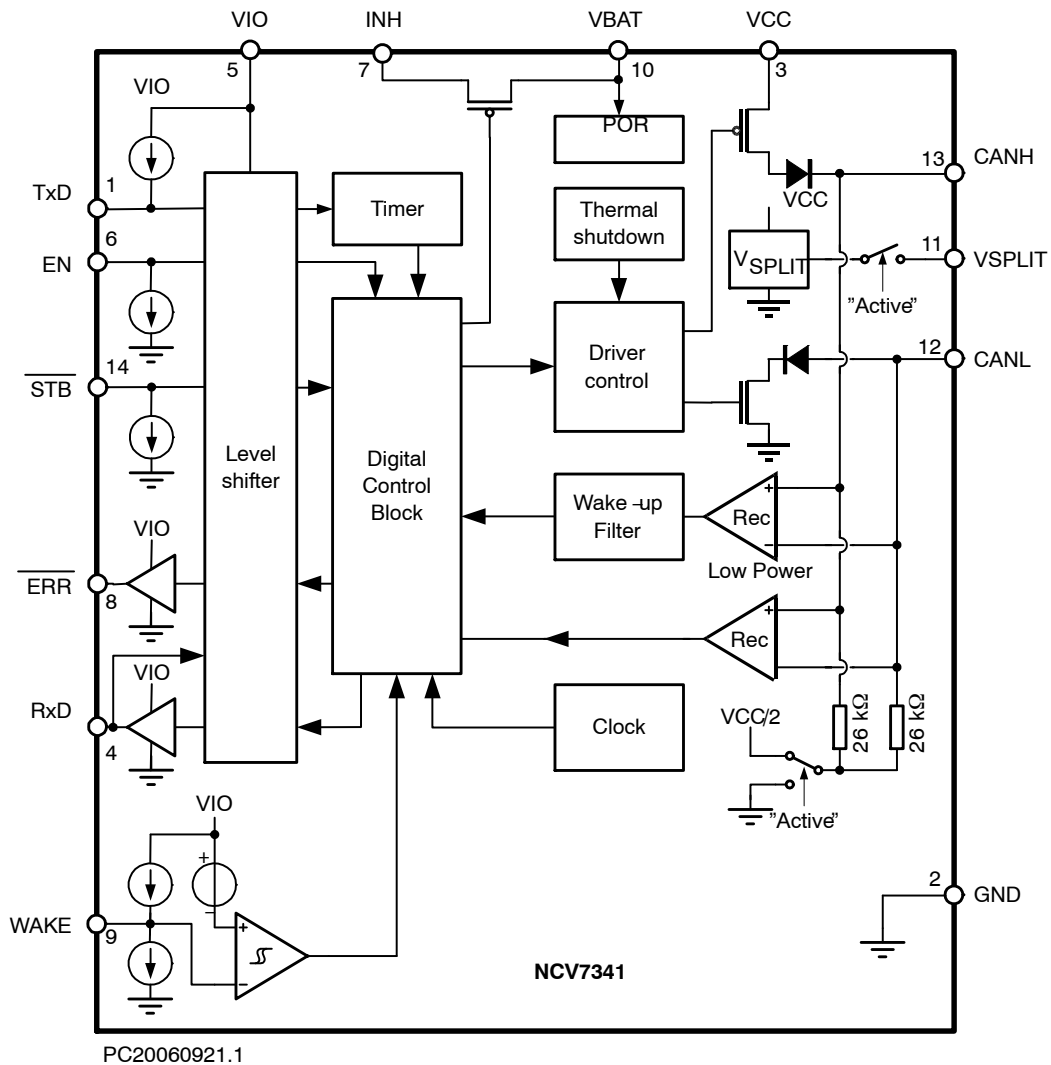 VIO
INH
VBAT
VCC
5
7
10
3
VIO
POR
13
CANH
TxD
1
Timer
Thermal
shutdown
VCC
6
EN
VSPLIT
11
VSPLIT
"Active"
14
STB
Driver
control
12
CANL
Level
shifter
Digital
Control
Block
Wake-up
Filter
+
Rec
−
Low Power
VIO
ERR
8
+
Rec
−
VIO
RxD
4
Clock
VCC/2
26 kΩ
26 kΩ
"Active"
VIO
+
−
WAKE
9
+
−
2
GND
NCV7341
PC20060921.1